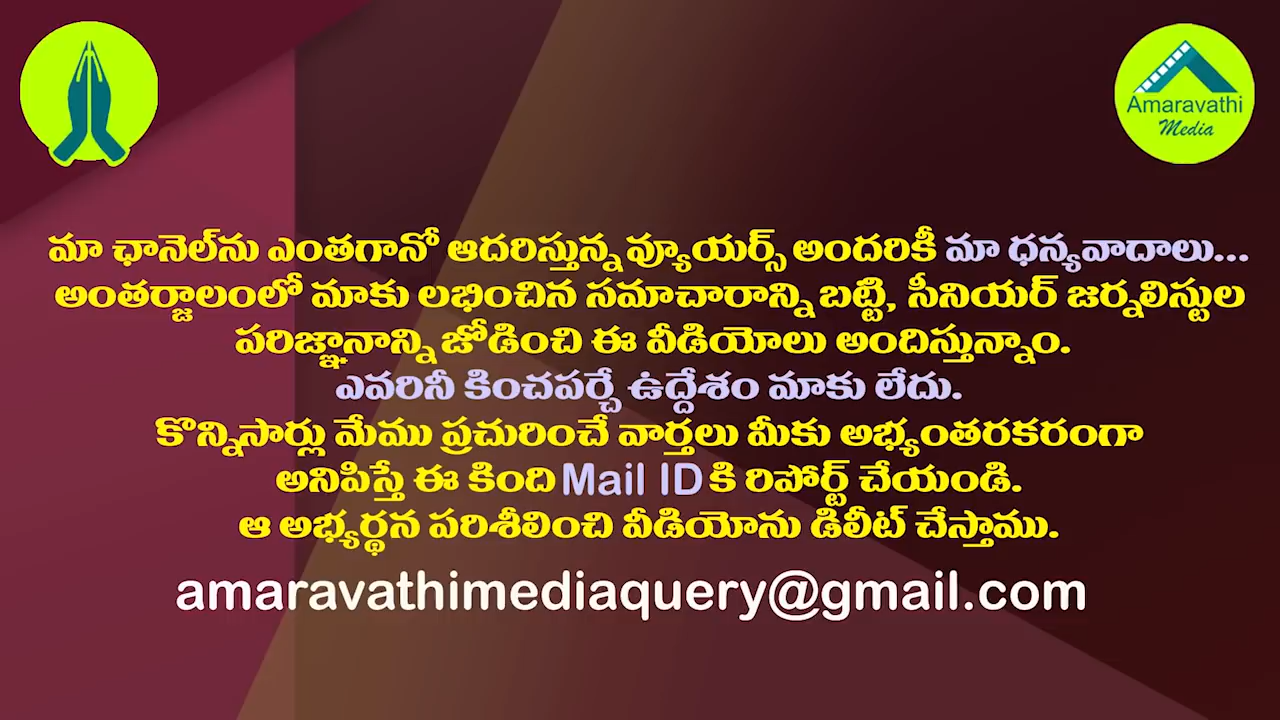 Amaravathi
Media
మా ఛానెల్‌ను ఎంతగానో ఆదరిస్తున్న వ్యూయర్స్ అందరికీ మా ధన్యవాదాలు...
అంతర్జాలంలో మాకు లభించిన సమాచారాన్ని బట్టి, సీనియర్ జర్నలిస్టుల
పరిజ్ఞానాన్ని జోడించి ఈ వీడియోలు అందిస్తున్నాం.
ఎవరినీ కించపర్చే ఉద్దేశం మాకు లేదు.
కొన్నిసార్లు మేము ప్రచురించే వార్తలు మీకు అభ్యంతరకరంగా
అనిపిస్తే ఈ కింది Mail ID కి రిపోర్ట్ చేయండి.
ఆ అభ్యర్థన పరిశీలించి వీడియోను డిలీట్ చేస్తాము.
amaravathimediaquery@gmail.com